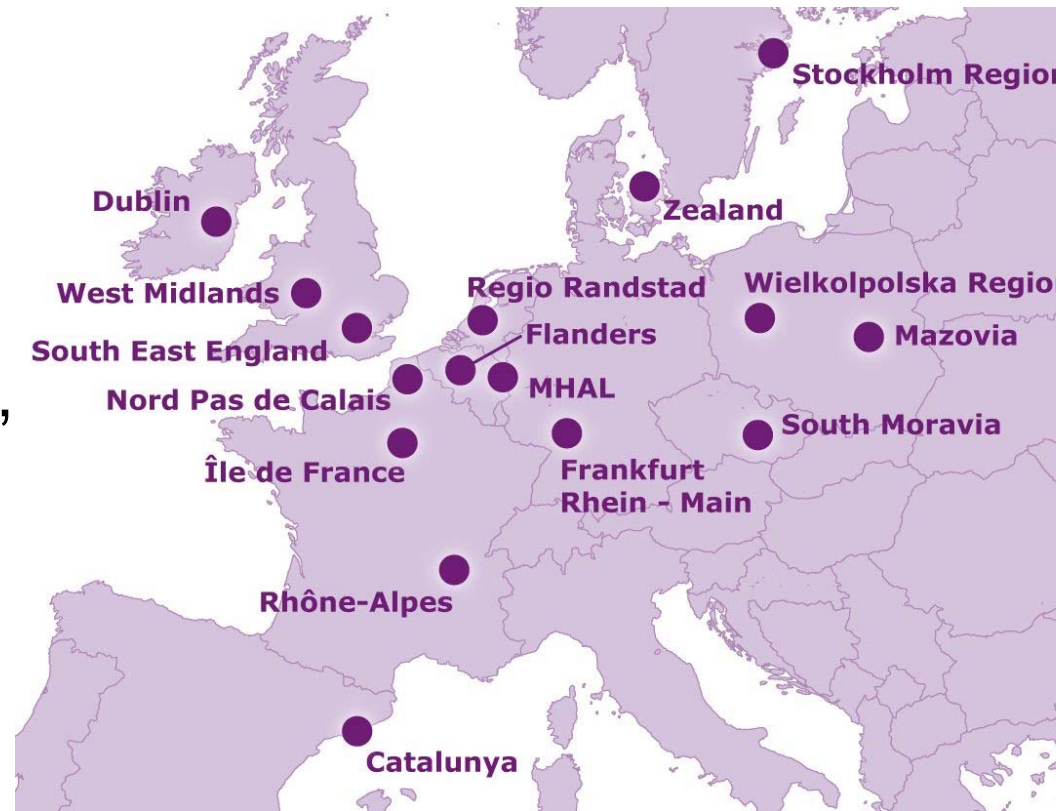 Stockholm Region
Dublin
Zealand
West Midlands
Regio Randstad
Wielkolpolska Regio
South East England
Flanders
Mazovia
Nord Pas de Calais
MHAL
,
South Moravia
Île de France
Frankfurt
Rhein - Main
Rhône-Alpes
Catalunya